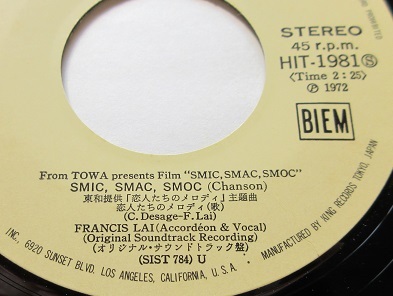 STEREO
45 r.p.m.
HIT-1981Ⓢ
〈Time 2:25〉
Ⓟ 1972
BIEM
From TOWA presents Film "SMIC,SMAC,SMOC"
SMIC, SMAC, SMOC (Chanson)
東和提供「恋人たちのメロディ」主題曲
恋人たちのメロディ(歌)
(C. Desage-F. Lai)
FRANCIS LAI (Accordéon & Vocal)
(Original Soundtrack Recording)
(オリジナル・サウンドトラック盤)
(SIST 784) U
INC, 6920 SUNSET BLVD. LOS ANGELES, CALIFORNIA, U.S.A.
MANUFACTURED BY KING RECORDS TOKYO, JAPAN
PROHIBITED